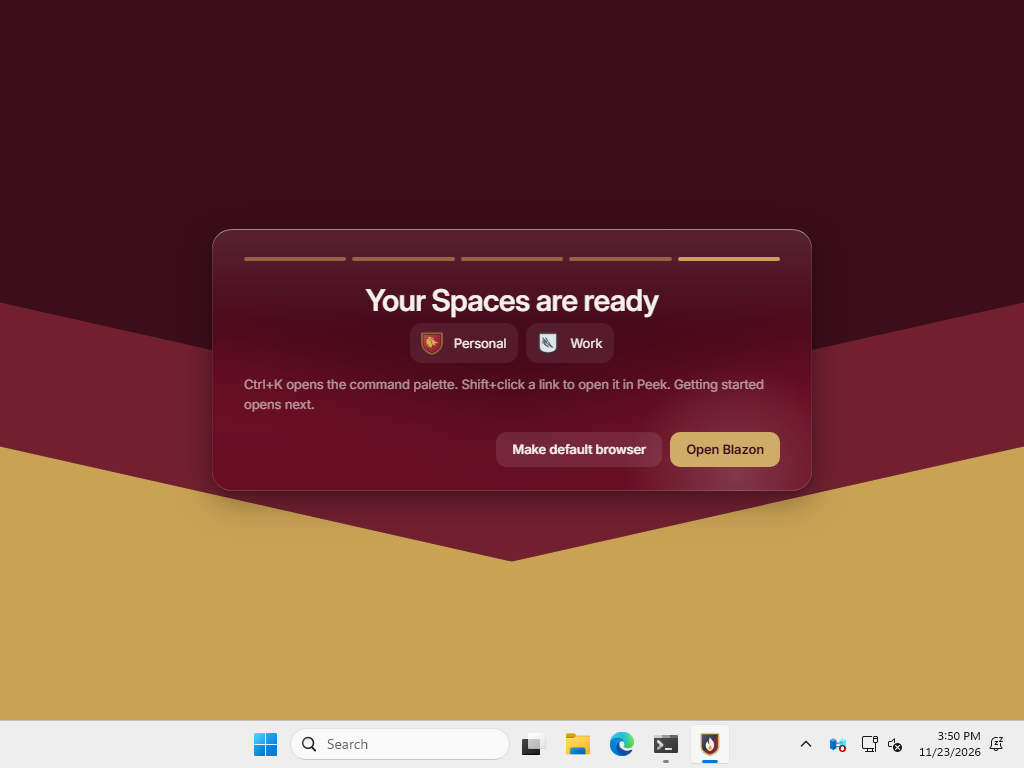 Your Spaces are ready
Personal
Work
Ctrl+K opens the command palette. Shift+click a link to open it in Peek. Getting started
opens next.
Make default browser
Open Blazon
Search
3:50 PM
11/23/2026